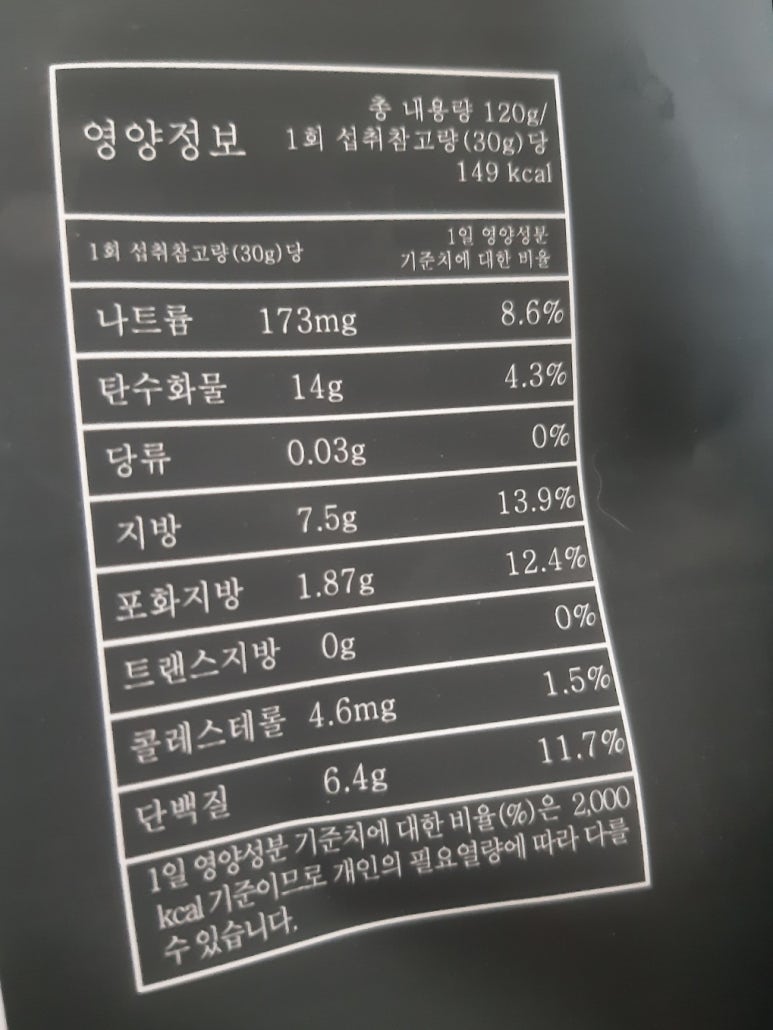 영양정보
총 내용량 120g/
1회 섭취참고량(30g)당
149 kcal
1회 섭취참고량(30g)당
1일 영양성분
기준치에 대한 비율
나트륨 173mg 8.6%
탄수화물 14g 4.3%
당류 0.03g 0%
지방 7.5g 13.9%
포화지방 1.87g 12.4%
트랜스지방 0g 0%
콜레스테롤 4.6mg 1.5%
단백질 6.4g 11.7%
1일 영양성분 기준치에 대한 비율(%)은 2,000
kcal 기준이므로 개인의 필요열량에 따라 다를
수 있습니다.